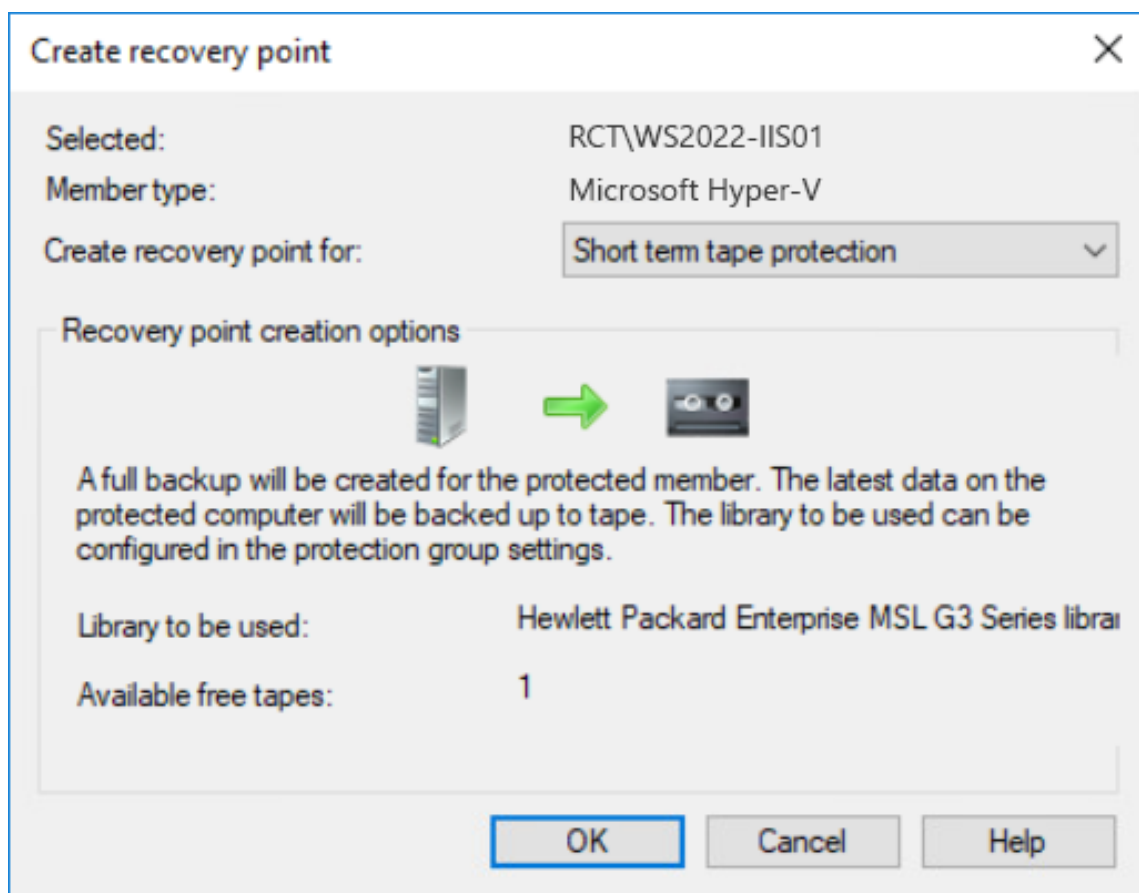 Create recovery point
Selected: RCT\WS2022-IIS01
Member type: Microsoft Hyper-V
Create recovery point for: Short term tape protection
Recovery point creation options
A full backup will be created for the protected member. The latest data on the
protected computer will be backed up to tape. The library to be used can be
configured in the protection group settings.
Library to be used: Hewlett Packard Enterprise MSL G3 Series librar
Available free tapes: 1
OK Cancel Help